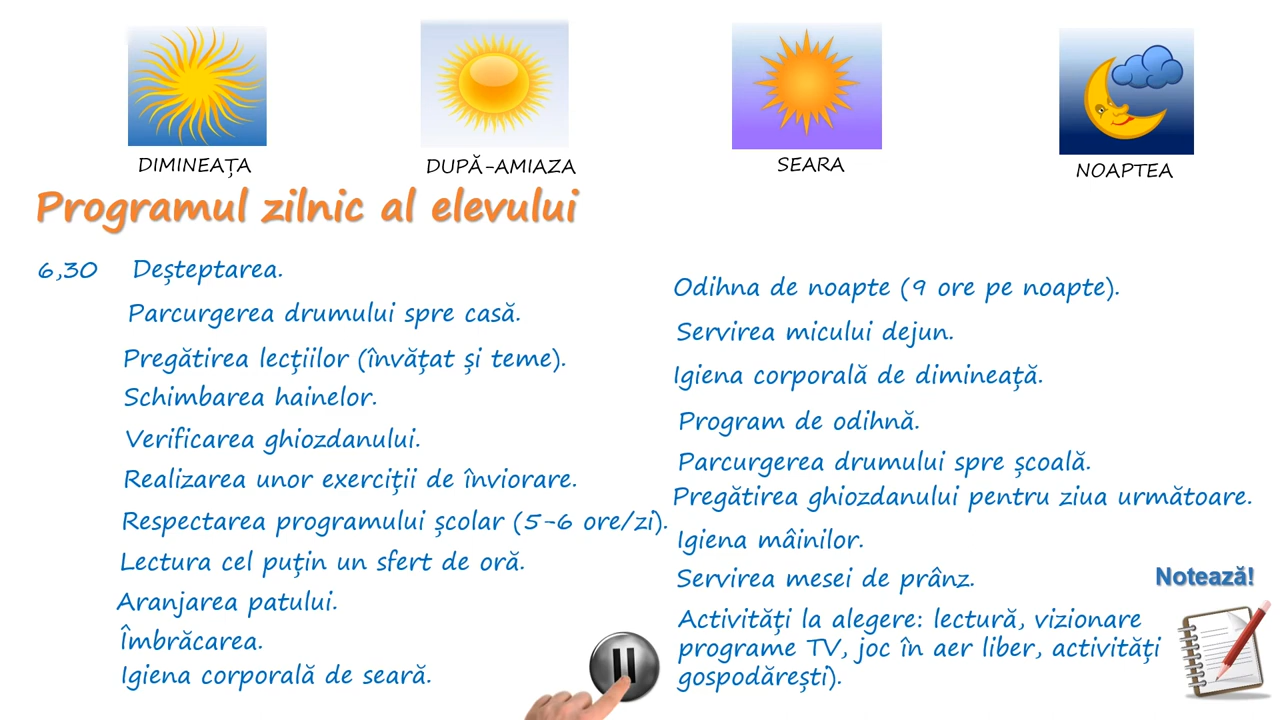 DIMINEAȚA
DUPĂ-AMIAZA
SEARA
NOAPTEA
Programul zilnic al elevului
6,30 Deșteptarea.
Parcurgerea drumului spre casă.
Pregătirea lecțiilor (învățat și teme).
Schimbarea hainelor.
Verificarea ghiozdanului.
Realizarea unor exerciții de înviorare.
Respectarea programului școlar (5-6 ore/zi).
Lectura cel puțin un sfert de oră.
Aranjarea patului.
Îmbrăcarea.
Igiena corporală de seară.
Odihna de noapte (9 ore pe noapte).
Servirea micului dejun.
Igiena corporală de dimineață.
Program de odihnă.
Parcurgerea drumului spre școală.
Pregătirea ghiozdanului pentru ziua următoare.
Igiena mâinilor.
Servirea mesei de prânz.
Activități la alegere: lectură, vizionare
programe TV, joc în aer liber, activități
gospodărești).
Notează!